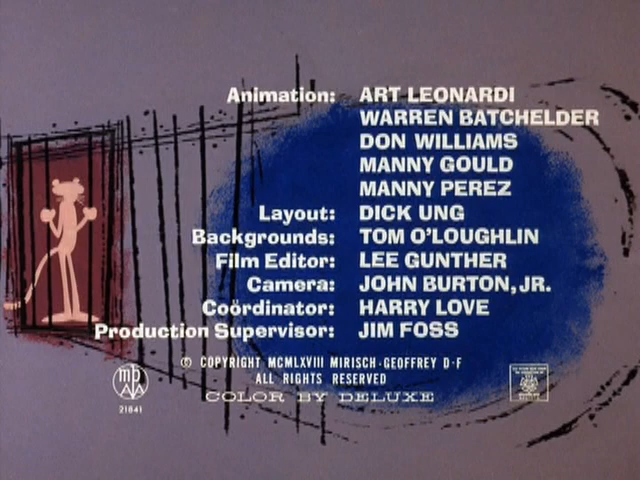 Animation: ART LEONARDI
WARREN BATCHELDER
DON WILLIAMS
MANNY GOULD
MANNY PEREZ
Layout: DICK UNG
Backgrounds: TOM O'LOUGHLIN
Film Editor: LEE GUNTHER
Camera: JOHN BURTON, JR.
Coördinator: HARRY LOVE
Production Supervisor: JIM FOSS
© COPYRIGHT MCMLXVIII MIRISCH-GEOFFREY D-F
ALL RIGHTS RESERVED
COLOR BY DELUXE
21841